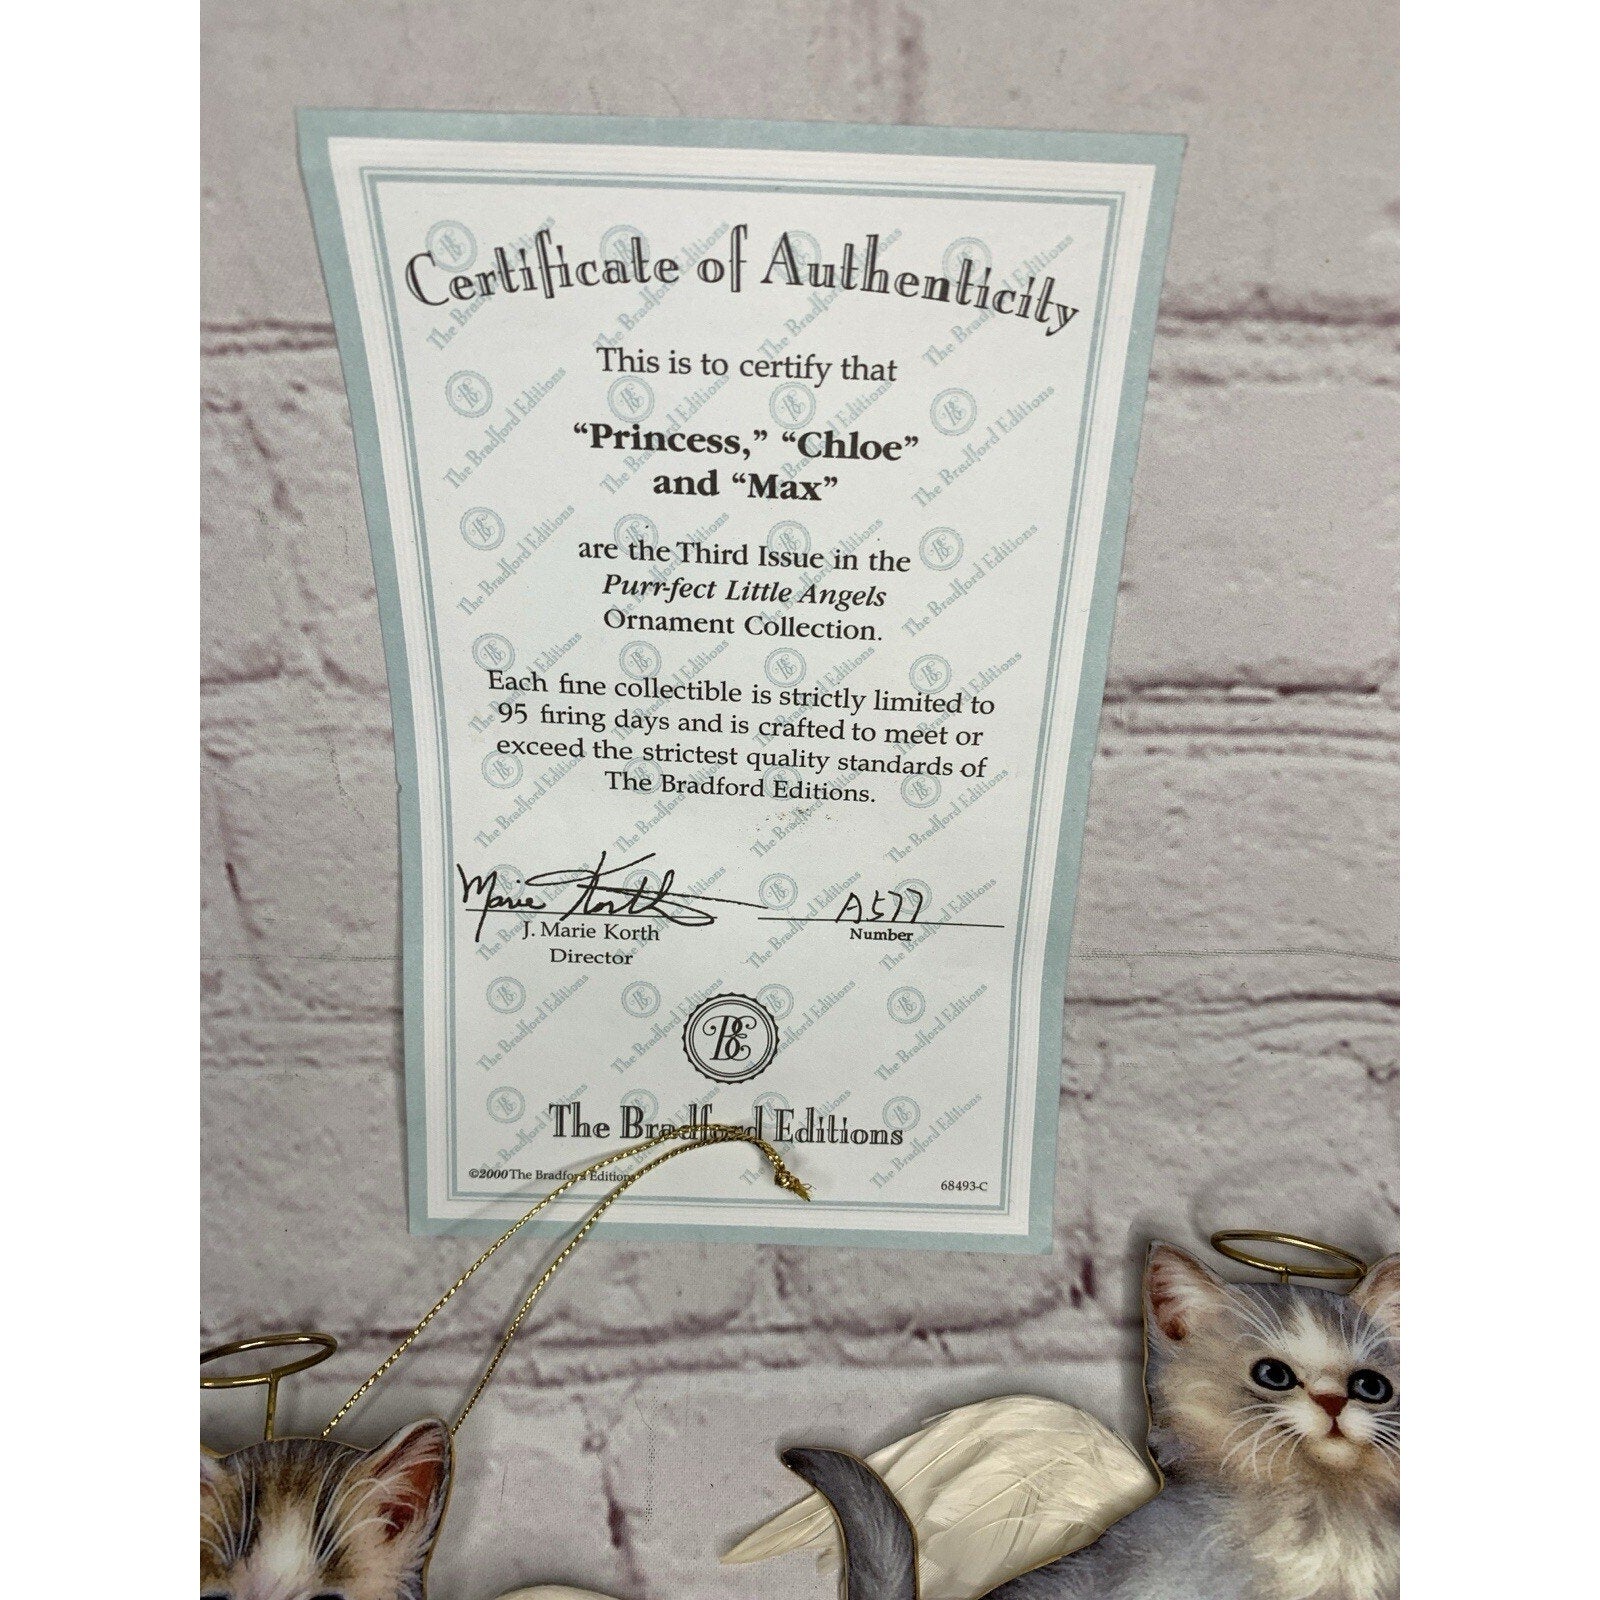 Certificate of Authenticity
This is to certify that
“Princess,” “Chloe”
and “Max”
are the Third Issue in the
Purr-fect Little Angels
Ornament Collection.
Each fine collectible is strictly limited to
95 firing days and is crafted to meet or
exceed the strictest quality standards of
The Bradford Editions.
Marie Korth
A577
J. Marie Korth
Number
Director
BE
The Bradford Editions
©2000 The Bradford Editions
68493-C